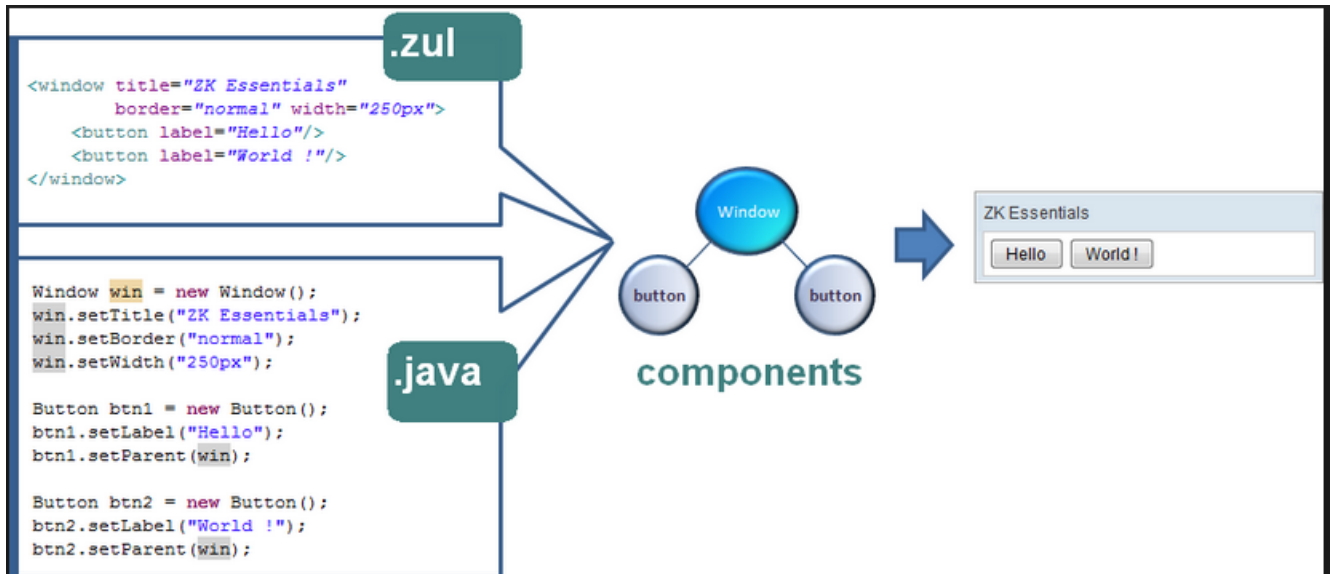 .zul
<window title="ZK Essentials"
border="normal" width="250px">
<button label="Hello"/>
<button label="World !"/>
</window>
Window win = new Window();
win.setTitle("ZK Essentials");
win.setBorder("normal");
win.setWidth("250px");
.java
Button btn1 = new Button();
btn1.setLabel("Hello");
btn1.setParent(win);
Button btn2 = new Button();
btn2.setLabel("World !");
btn2.setParent(win);
Window
button
button
components
ZK Essentials
Hello
World !